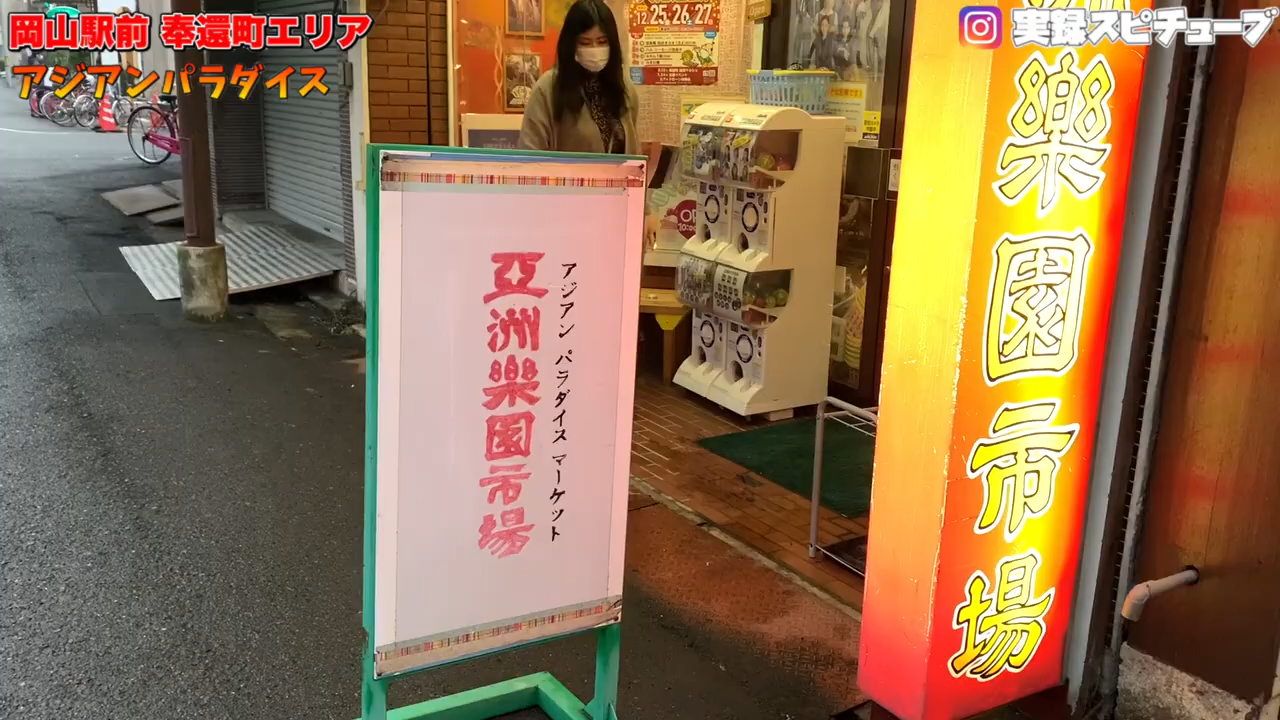 岡山駅前 奉還町エリア
アジアンパラダイス
実録スピチューブ
12.25.26.27
亞洲樂園市場
アジアン パラダイス マーケット
樂園市場